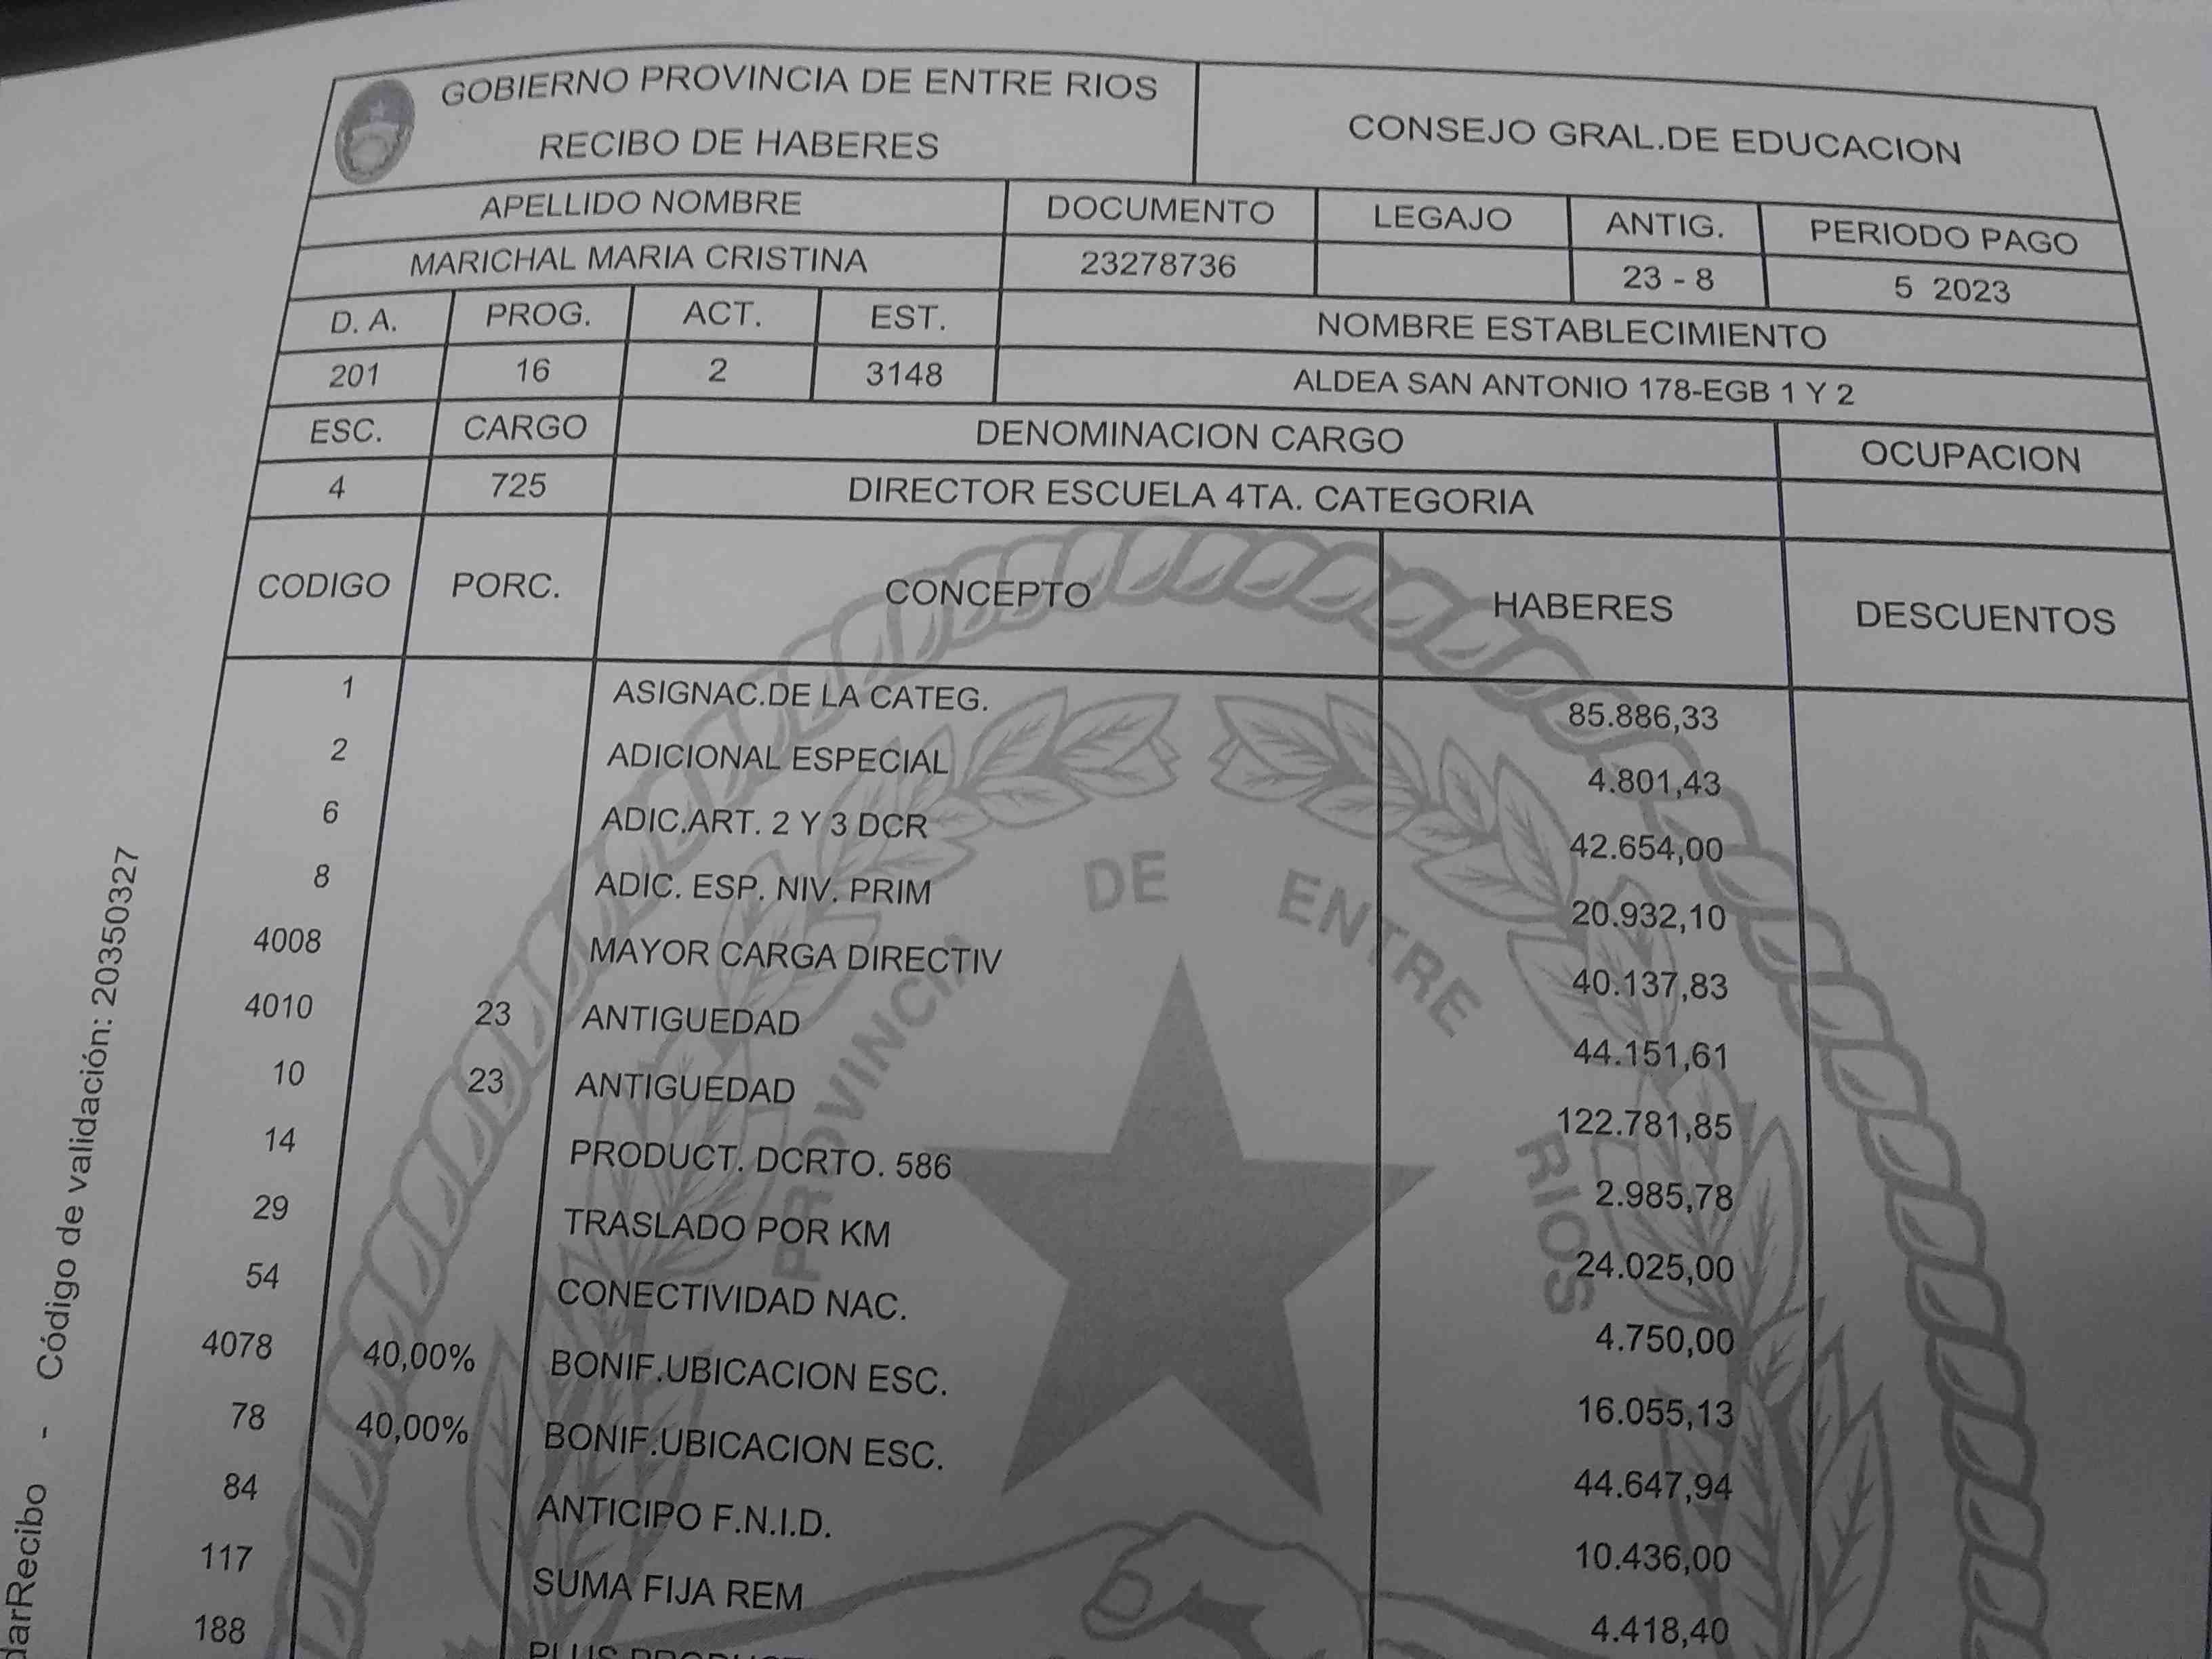 GOBIERNO PROVINCIA DE ENTRE RIOS
RECIBO DE HABERES
CONSEJO GRAL.DE EDUCACION
APELLIDO NOMBRE DOCUMENTO LEGAJO ANTIG. PERIODO PAGO
MARICHAL MARIA CRISTINA 23278736 23 - 8 5 2023
D. A. PROG. ACT. EST. NOMBRE ESTABLECIMIENTO
201 16 2 3148 ALDEA SAN ANTONIO 178-EGB 1 Y 2
ESC. CARGO DENOMINACION CARGO OCUPACION
4 725 DIRECTOR ESCUELA 4TA. CATEGORIA
CODIGO PORC. CONCEPTO HABERES DESCUENTOS
1 ASIGNAC.DE LA CATEG. 85.886,33
2 ADICIONAL ESPECIAL 4.801,43
6 ADIC.ART. 2 Y 3 DCR 42.654,00
8 ADIC. ESP. NIV. PRIM 20.932,10
4008 MAYOR CARGA DIRECTIV 40.137,83
4010 23 ANTIGUEDAD 44.151,61
10 23 ANTIGUEDAD 122.781,85
14 PRODUCT. DCRTO. 586 2.985,78
29 TRASLADO POR KM 24.025,00
54 CONECTIVIDAD NAC. 4.750,00
4078 40,00% BONIF.UBICACION ESC. 16.055,13
78 40,00% BONIF.UBICACION ESC. 44.647,94
84 ANTICIPO F.N.I.D. 10.436,00
117 SUMA FIJA REM 4.418,40
188 PLUS
PROVINCIA DE ENTRE RIOS
darRecibo - Código de validación: 20350327